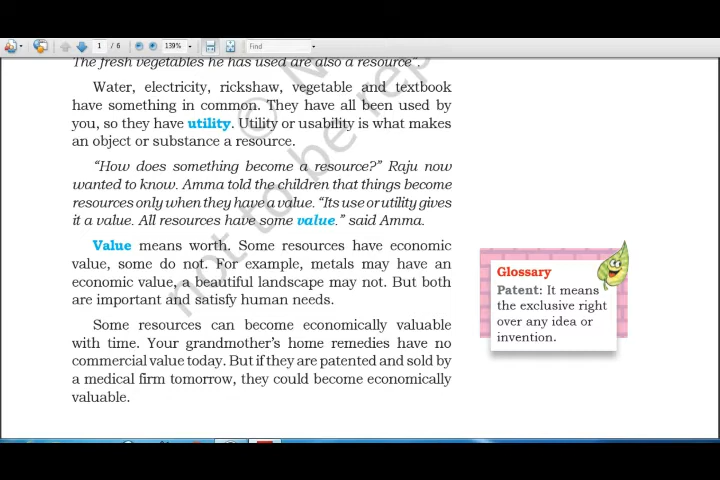 1 / 6
139%
Find
The fresh vegetables he has used are also a resource".
Water, electricity, rickshaw, vegetable and textbook
have something in common. They have all been used by
you, so they have utility. Utility or usability is what makes
an object or substance a resource.
"How does something become a resource?" Raju now
wanted to know. Amma told the children that things become
resources only when they have a value. "Its use or utility gives
it a value. All resources have some value." said Amma.
Value means worth. Some resources have economic
value, some do not. For example, metals may have an
economic value, a beautiful landscape may not. But both
are important and satisfy human needs.
Some resources can become economically valuable
with time. Your grandmother's home remedies have no
commercial value today. But if they are patented and sold by
a medical firm tomorrow, they could become economically
valuable.
Glossary
Patent: It means
the exclusive right
over any idea or
invention.
© N
not to be rep